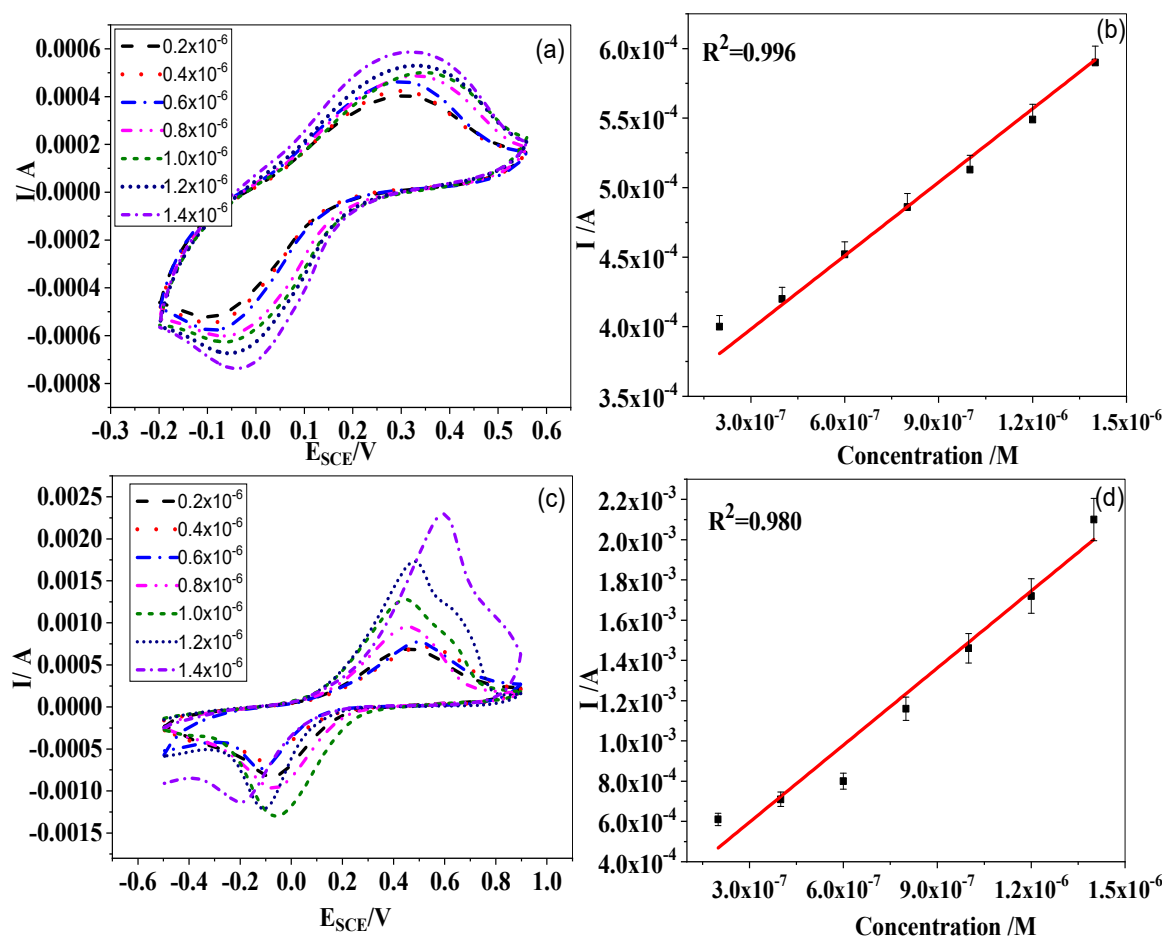 (a)
0.2x10⁻⁶
0.4x10⁻⁶
0.6x10⁻⁶
0.8x10⁻⁶
1.0x10⁻⁶
1.2x10⁻⁶
1.4x10⁻⁶
0.0006
0.0004
0.0002
0.0000
-0.0002
-0.0004
-0.0006
-0.0008
I/ A
-0.3 -0.2 -0.1 0.0 0.1 0.2 0.3 0.4 0.5 0.6
E_SCE/V
(b)
R²=0.996
6.0x10⁻⁴
5.5x10⁻⁴
5.0x10⁻⁴
4.5x10⁻⁴
4.0x10⁻⁴
3.5x10⁻⁴
I /A
3.0x10⁻⁷ 6.0x10⁻⁷ 9.0x10⁻⁷ 1.2x10⁻⁶ 1.5x10⁻⁶
Concentration /M
(c)
0.2x10⁻⁶
0.4x10⁻⁶
0.6x10⁻⁶
0.8x10⁻⁶
1.0x10⁻⁶
1.2x10⁻⁶
1.4x10⁻⁶
0.0025
0.0020
0.0015
0.0010
0.0005
0.0000
-0.0005
-0.0010
-0.0015
I/ A
-0.6 -0.4 -0.2 0.0 0.2 0.4 0.6 0.8 1.0
E_SCE/V
(d)
R²=0.980
2.2x10⁻³
2.0x10⁻³
1.8x10⁻³
1.6x10⁻³
1.4x10⁻³
1.2x10⁻³
1.0x10⁻³
8.0x10⁻⁴
6.0x10⁻⁴
4.0x10⁻⁴
I /A
3.0x10⁻⁷ 6.0x10⁻⁷ 9.0x10⁻⁷ 1.2x10⁻⁶ 1.5x10⁻⁶
Concentration /M